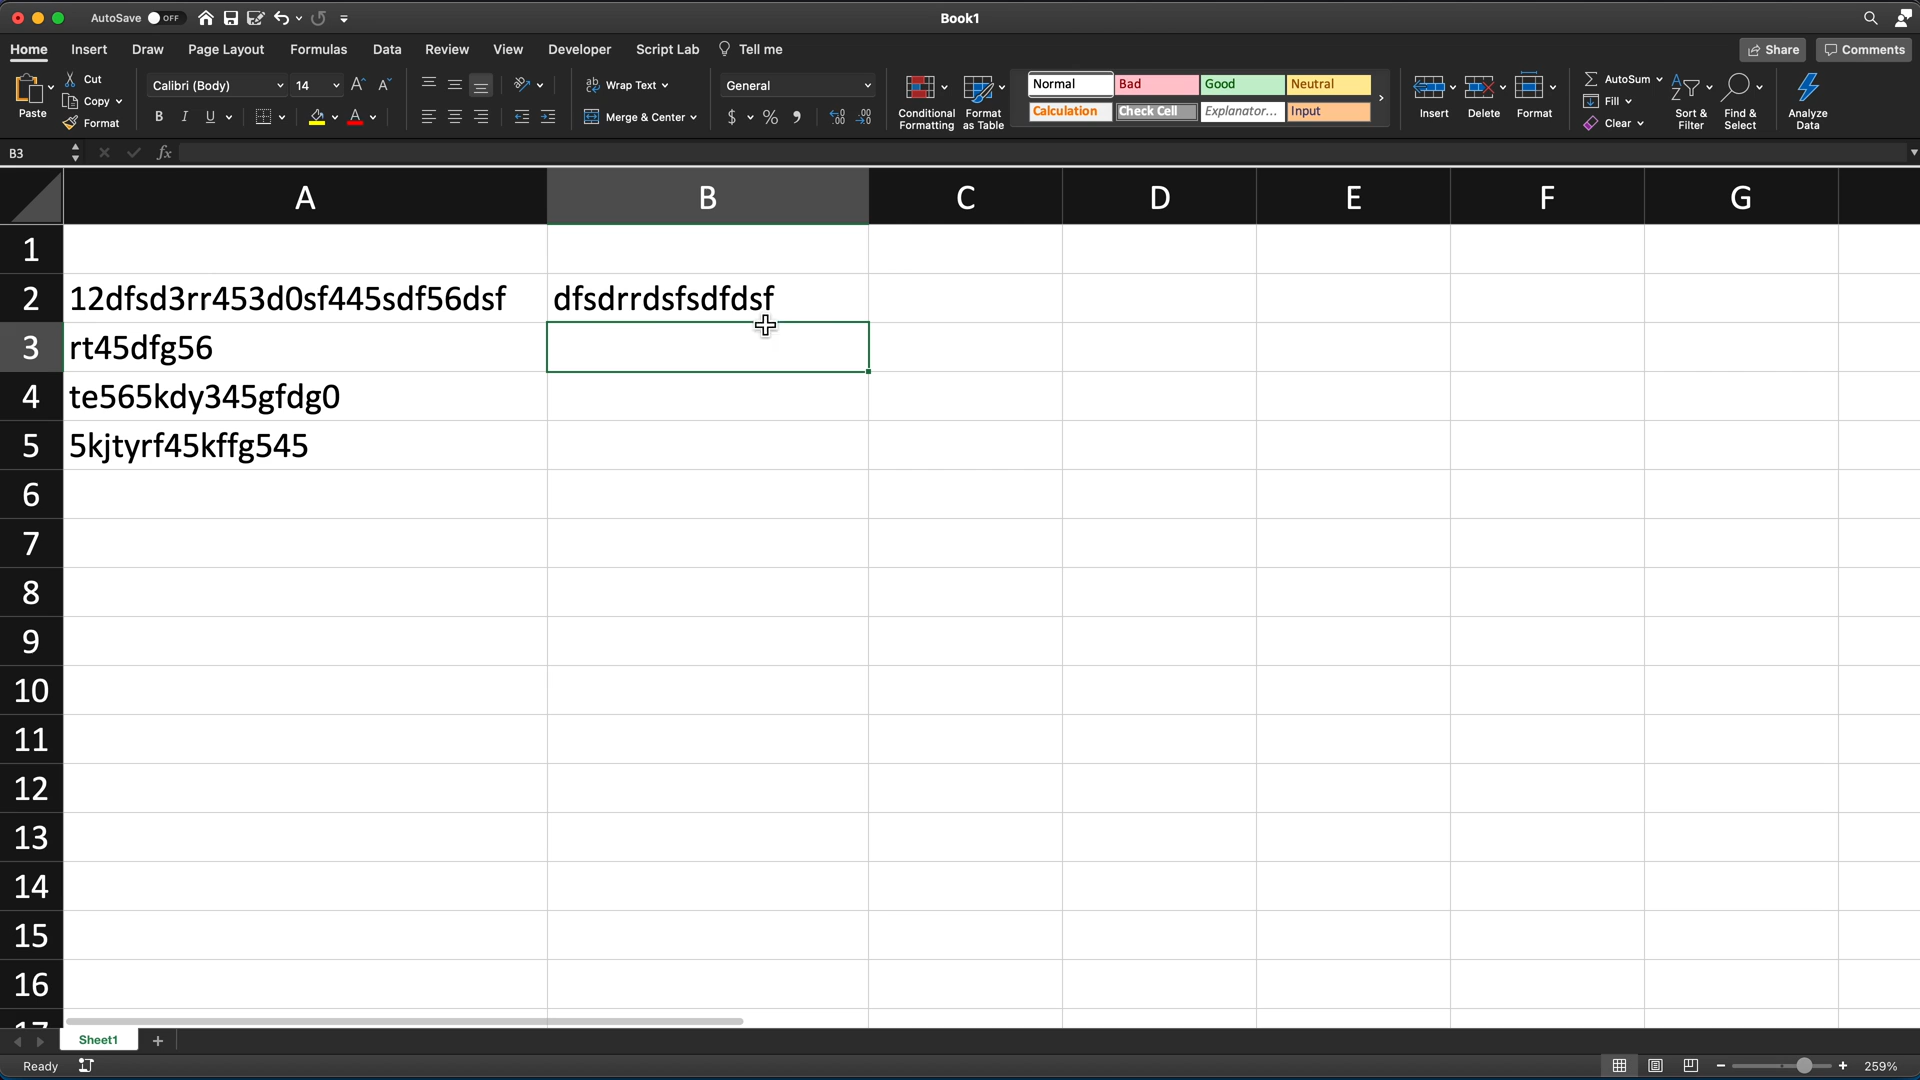 AutoSave OFF
Book1
Home Insert Draw Page Layout Formulas Data Review View Developer Script Lab Tell me
Share Comments
Paste
Cut
Copy
Format
Calibri (Body) 14
B I U
Wrap Text
Merge & Center
General
$ % ,
Conditional Formatting
Format as Table
Normal Bad Good Neutral
Calculation Check Cell Explanator... Input
Insert Delete Format
AutoSum
Fill
Clear
Sort & Filter
Find & Select
Analyze Data
B3 fx
A B C D E F G
1
2 12dfsd3rr453d0sf445sdf56dsf dfsdrrdsfsdfdsf
3 rt45dfg56
4 te565kdy345gfdg0
5 5kjtyrf45kffg545
6
7
8
9
10
11
12
13
14
15
16
17
Sheet1 +
Ready
259%